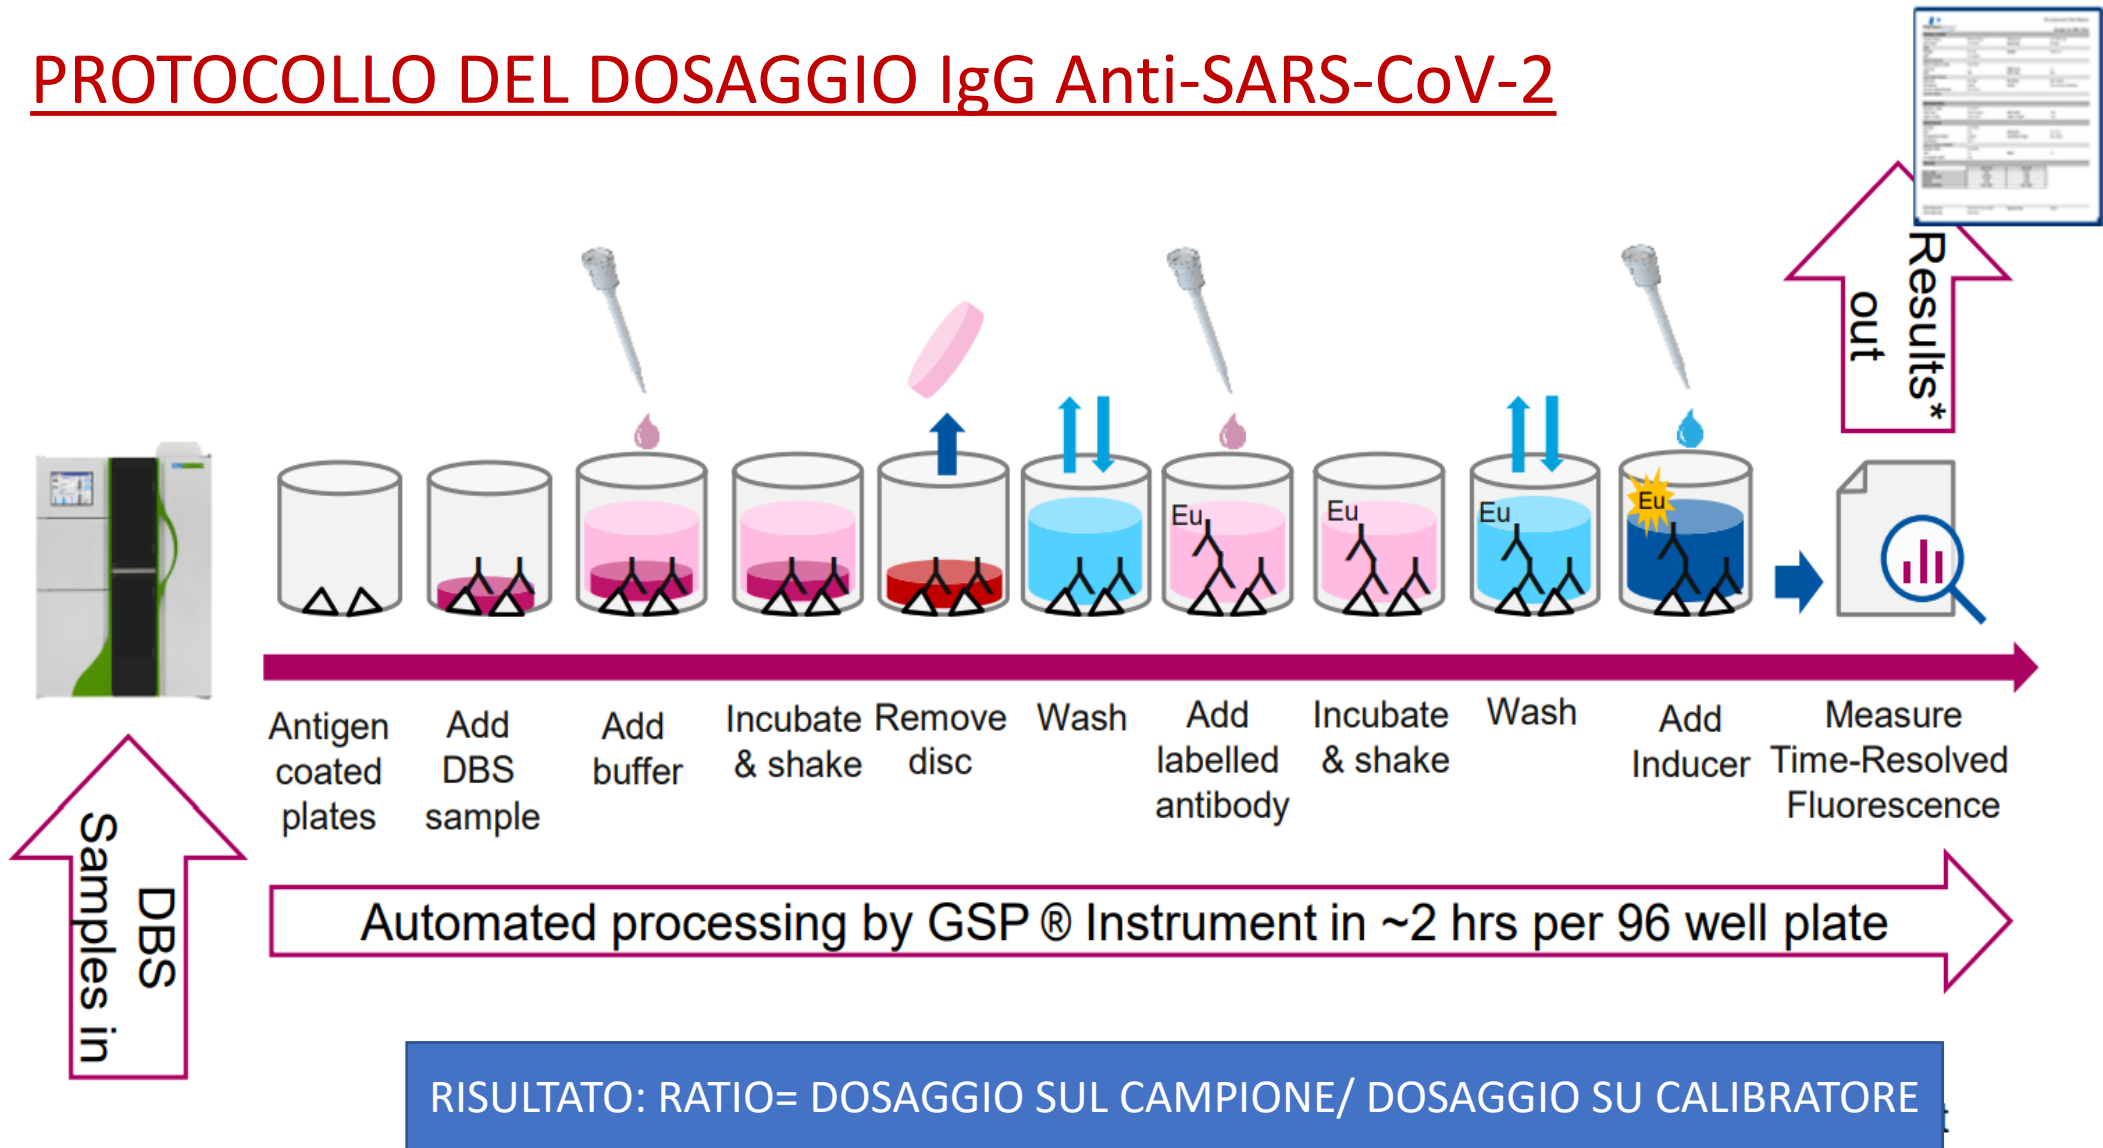 PROTOCOLLO DEL DOSAGGIO IgG Anti-SARS-CoV-2
Results*
out
Eu
Eu
Eu
Eu
Antigen
coated
plates
Add
DBS
sample
Add
buffer
Incubate
& shake
Remove
disc
Wash
Add
labelled
antibody
Incubate
& shake
Wash
Add
Inducer
Measure
Time-Resolved
Fluorescence
DBS
Samples in
Automated processing by GSP ® Instrument in ~2 hrs per 96 well plate
RISULTATO: RATIO= DOSAGGIO SUL CAMPIONE/ DOSAGGIO SU CALIBRATORE